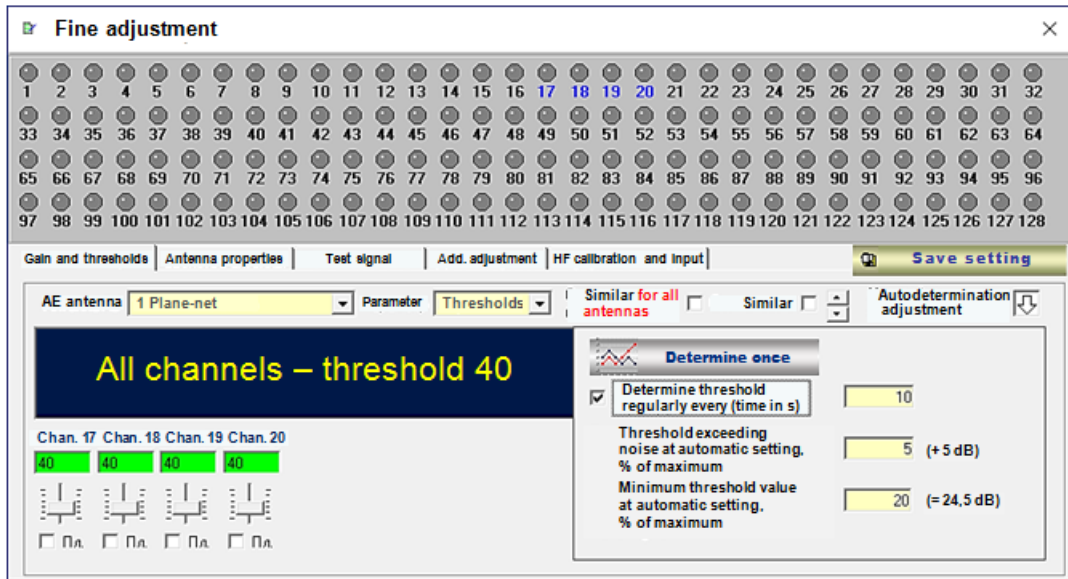 Fine adjustment
1 2 3 4 5 6 7 8 9 10 11 12 13 14 15 16 17 18 19 20 21 22 23 24 25 26 27 28 29 30 31 32
33 34 35 36 37 38 39 40 41 42 43 44 45 46 47 48 49 50 51 52 53 54 55 56 57 58 59 60 61 62 63 64
65 66 67 68 69 70 71 72 73 74 75 76 77 78 79 80 81 82 83 84 85 86 87 88 89 90 91 92 93 94 95 96
97 98 99 100 101 102 103 104 105 106 107 108 109 110 111 112 113 114 115 116 117 118 119 120 121 122 123 124 125 126 127 128
Gain and thresholds Antenna properties Test signal Add. adjustment HF calibration and input Save setting
AE antenna 1 Plane-net Parameter Thresholds Similar for all antennas Similar Autodetermination adjustment
All channels – threshold 40
Determine once
Determine threshold
regularly every (time in s) 10
Threshold exceeding
noise at automatic setting,
% of maximum
5 (+5 dB)
Minimum threshold value
at automatic setting,
% of maximum
20 (= 24,5 dB)
Chan. 17 Chan. 18 Chan. 19 Chan. 20
40 40 40 40
Пл. Пл. Пл. Пл.